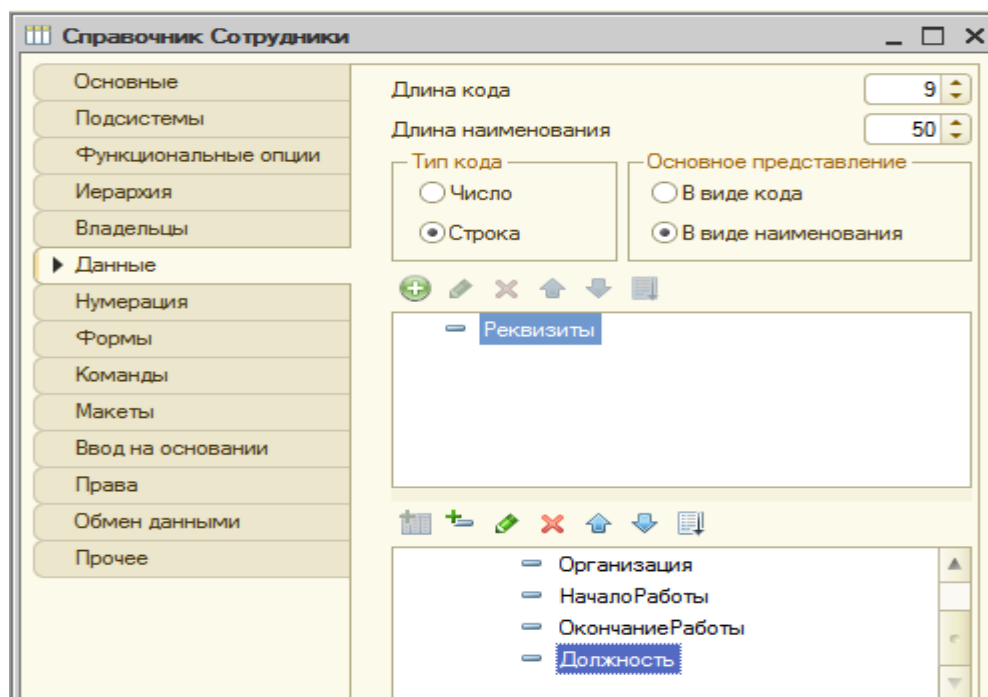 Справочник Сотрудники
Основные
Подсистемы
Функциональные опции
Иерархия
Владельцы
Данные
Нумерация
Формы
Команды
Макеты
Ввод на основании
Права
Обмен данными
Прочее
Длина кода 9
Длина наименования 50
Тип кода
Число
Строка
Основное представление
В виде кода
В виде наименования
Реквизиты
Организация
НачалоРаботы
ОкончаниеРаботы
Должность